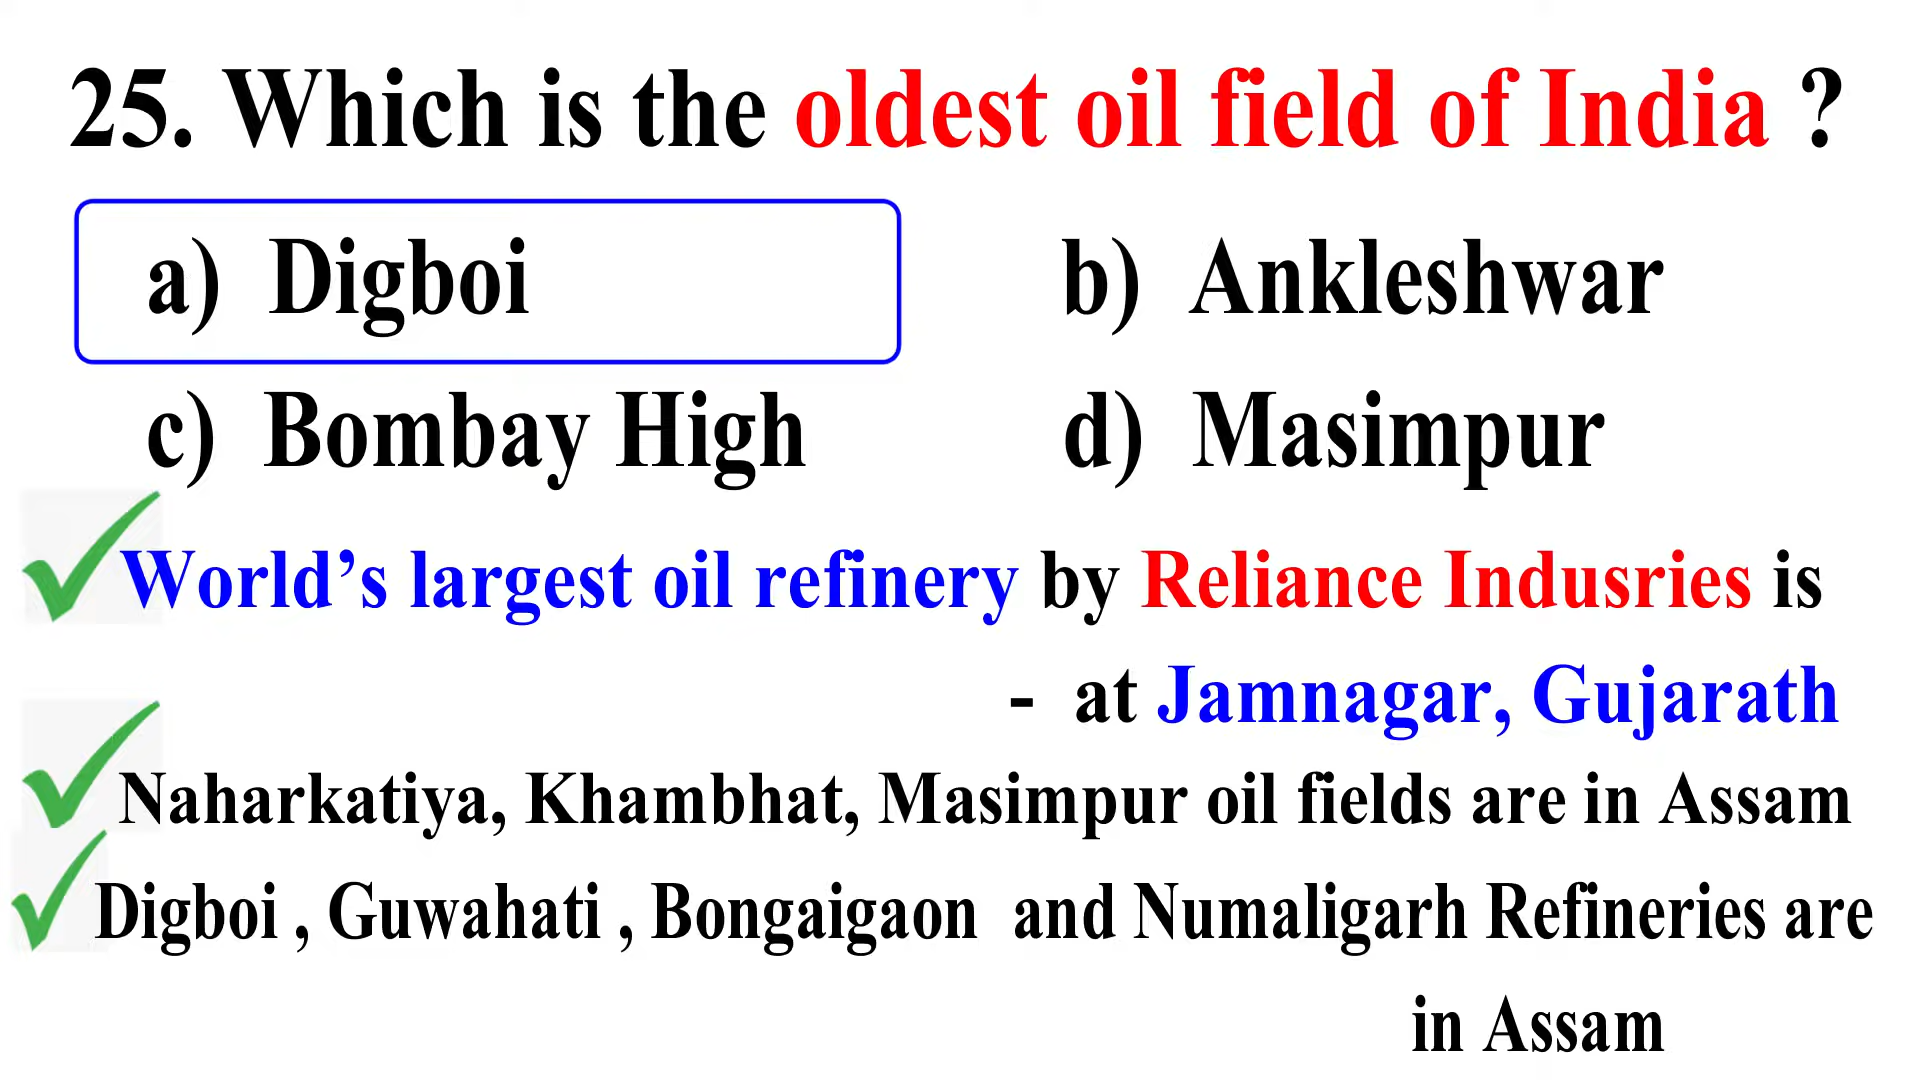 25. Which is the oldest oil field of India ?
a) Digboi b) Ankleshwar
c) Bombay High d) Masimpur
World’s largest oil refinery by Reliance Indusries is
- at Jamnagar, Gujarath
Naharkatiya, Khambhat, Masimpur oil fields are in Assam
Digboi , Guwahati , Bongaigaon and Numaligarh Refineries are
in Assam